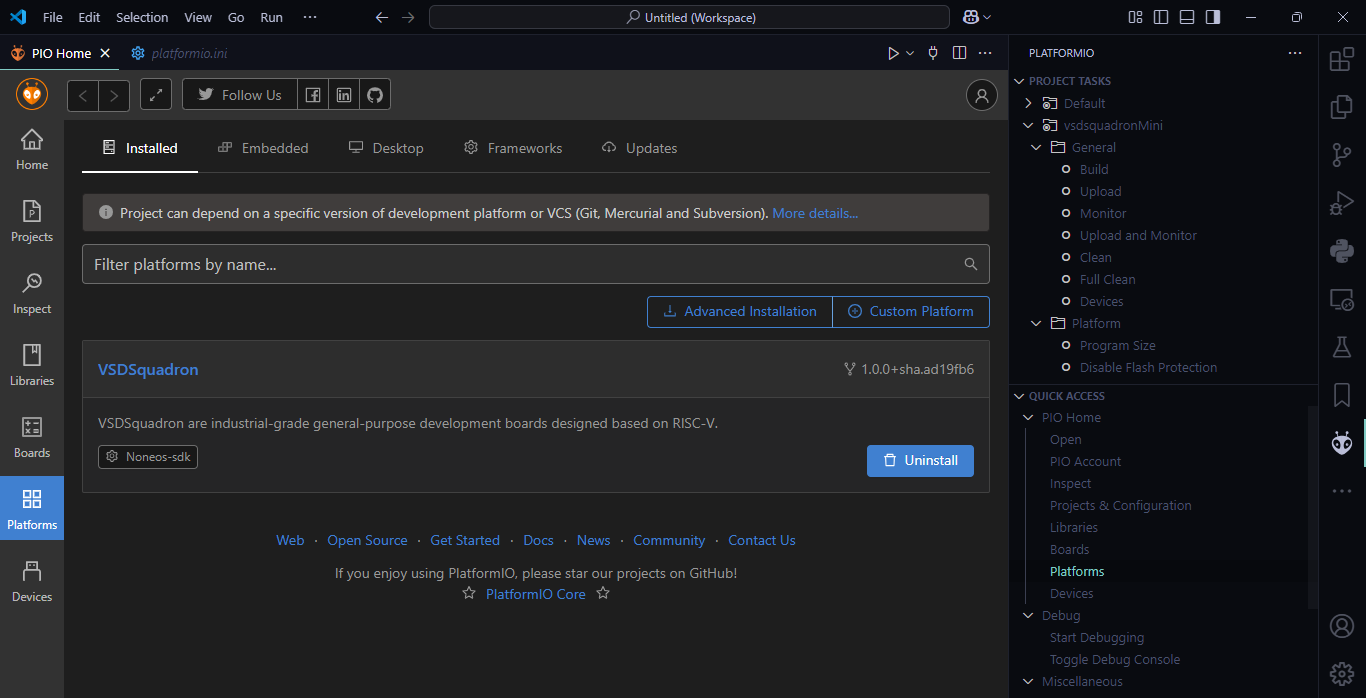 File Edit Selection View Go Run ···
Untitled (Workspace)
PIO Home
platformio.ini
Follow Us
Home
Projects
Inspect
Libraries
Boards
Platforms
Devices
Installed Embedded Desktop Frameworks Updates
Project can depend on a specific version of development platform or VCS (Git, Mercurial and Subversion). More details...
Filter platforms by name...
Advanced Installation Custom Platform
VSDSquadron 1.0.0+sha.ad19fb6
VSDSquadron are industrial-grade general-purpose development boards designed based on RISC-V.
Noneos-sdk
Uninstall
Web · Open Source · Get Started · Docs · News · Community · Contact Us
If you enjoy using PlatformIO, please star our projects on GitHub!
PlatformIO Core
PLATFORMIO
PROJECT TASKS
Default
vsdsquadronMini
General
Build
Upload
Monitor
Upload and Monitor
Clean
Full Clean
Devices
Platform
Program Size
Disable Flash Protection
QUICK ACCESS
PIO Home
Open
PIO Account
Inspect
Projects & Configuration
Libraries
Boards
Platforms
Devices
Debug
Start Debugging
Toggle Debug Console
Miscellaneous